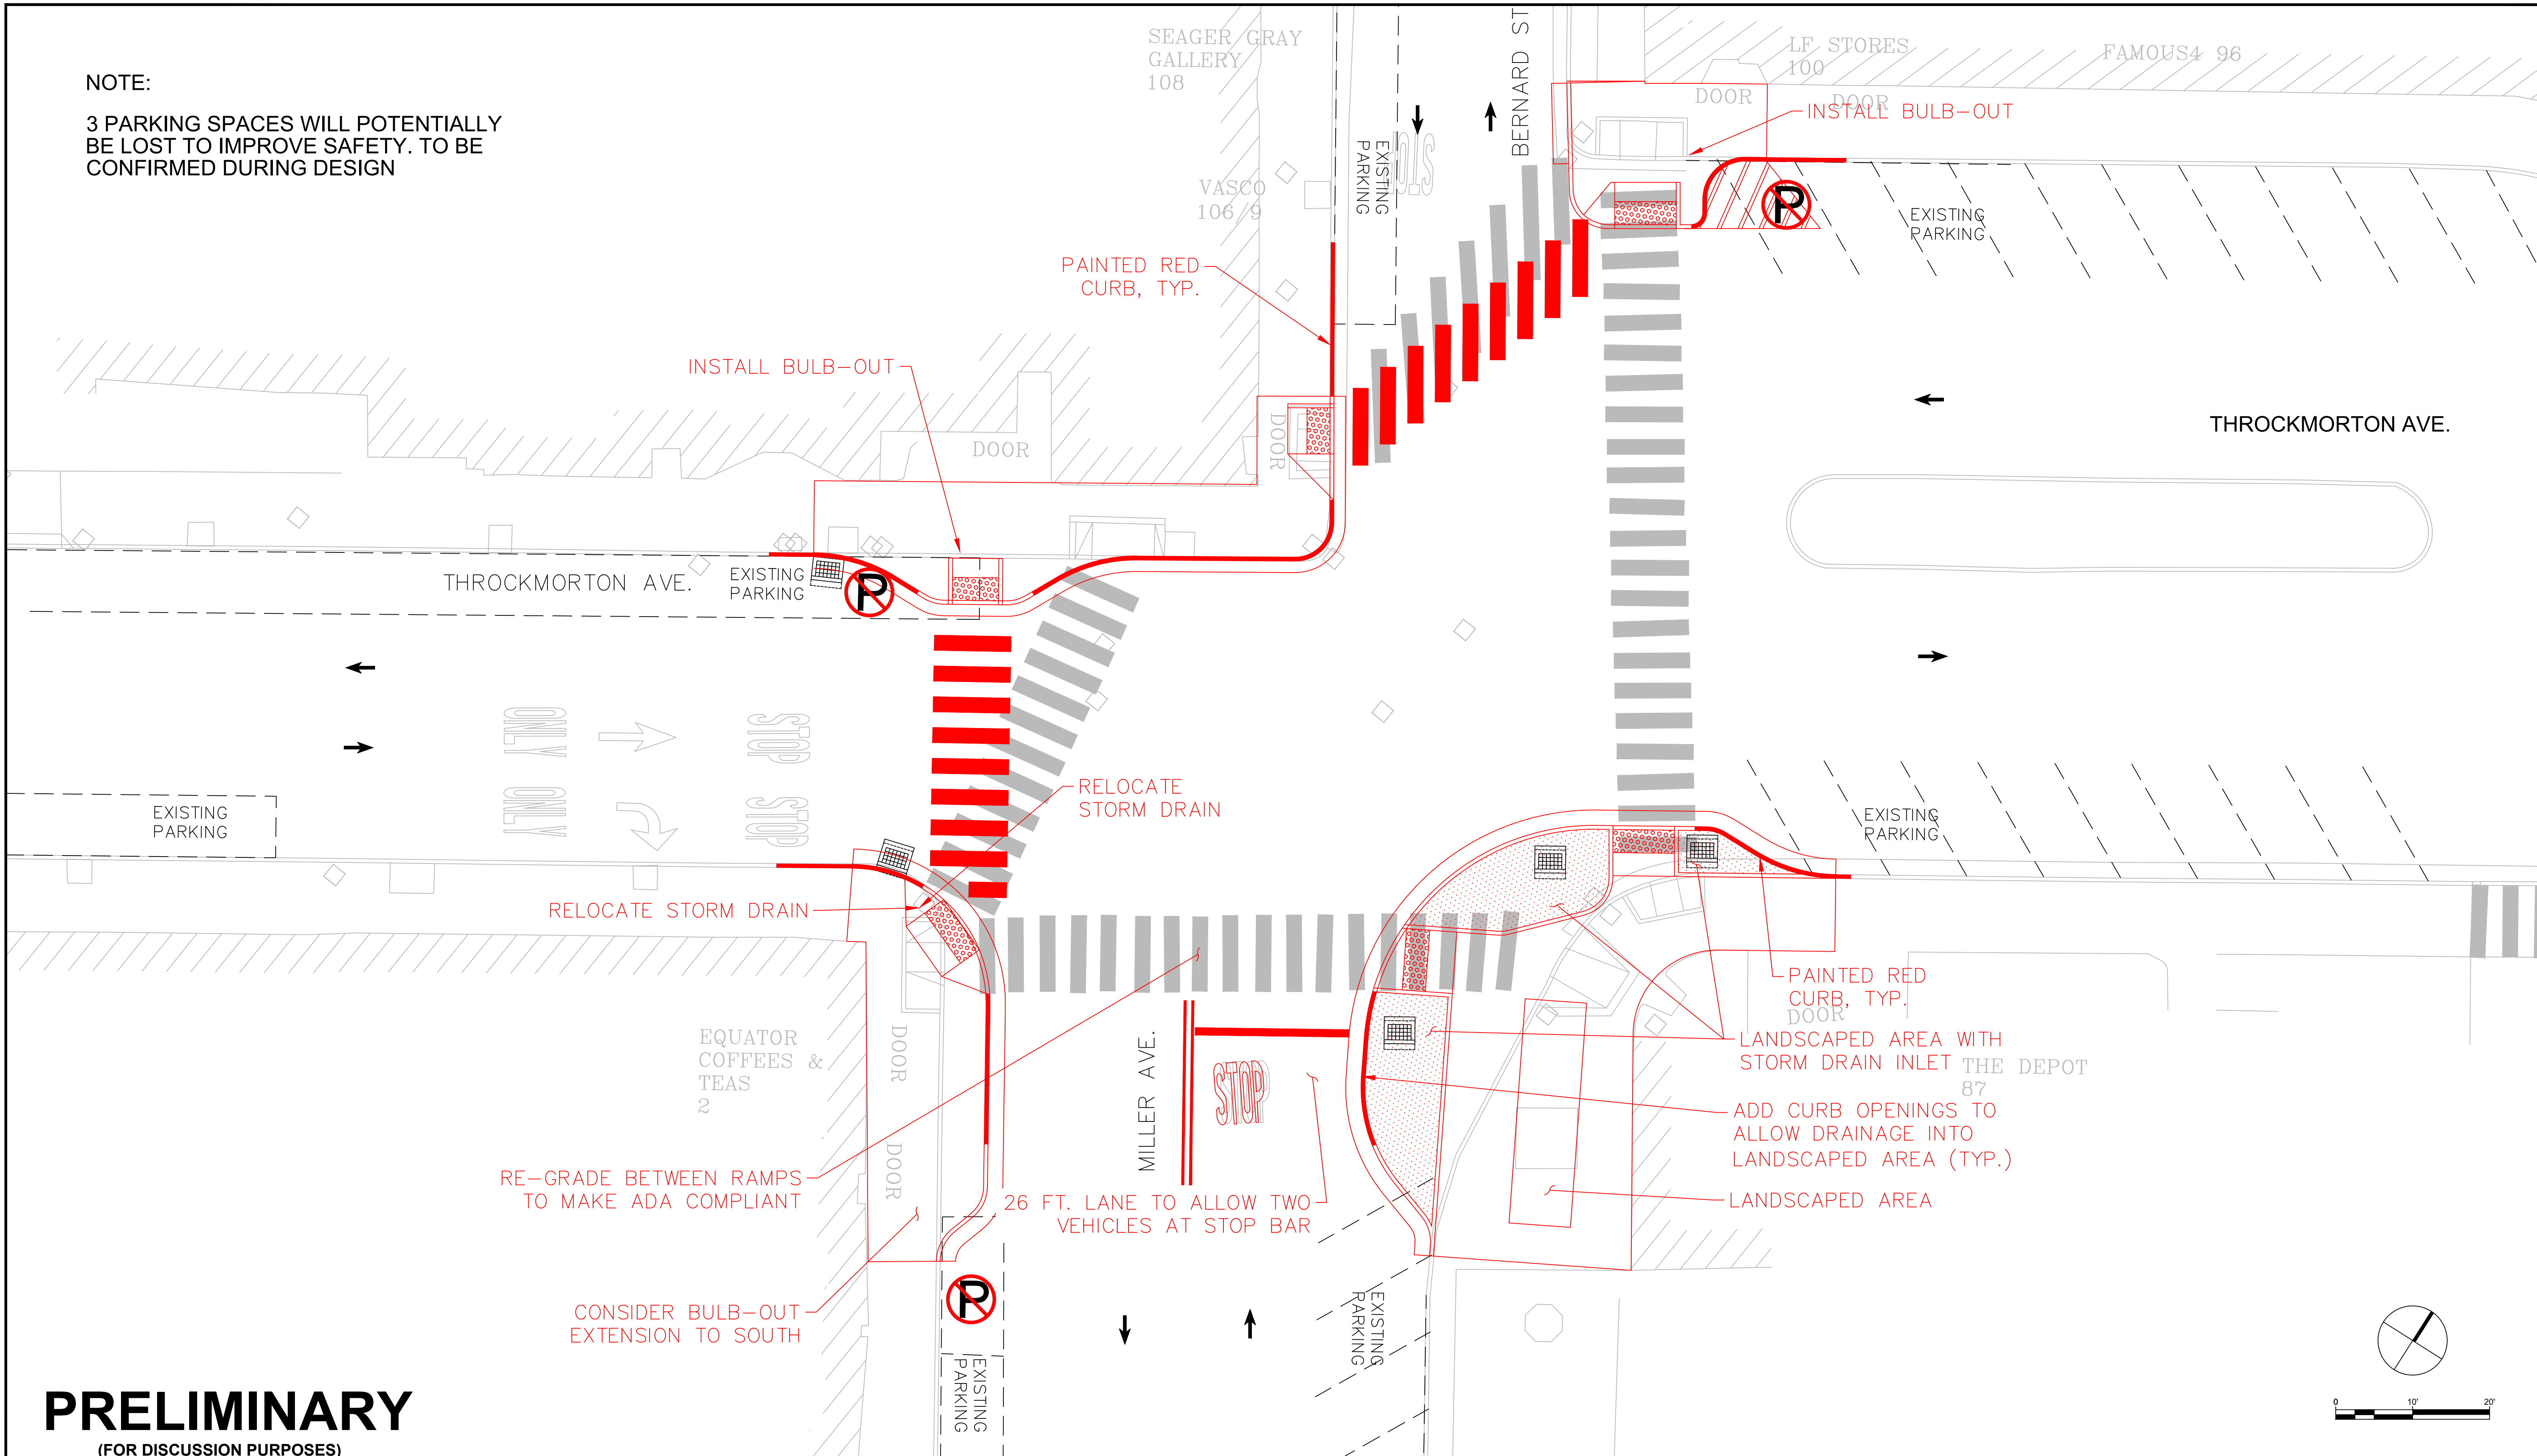 NOTE:
3 PARKING SPACES WILL POTENTIALLY
BE LOST TO IMPROVE SAFETY. TO BE
CONFIRMED DURING DESIGN
SEAGER GRAY
GALLERY
108
BERNARD ST
LF STORES
100
FAMOUS4 96
DOOR
DOOR
INSTALL BULB-OUT
EXISTING
PARKING
STOP
VASCO
106 9
P
EXISTING
PARKING
PAINTED RED
CURB, TYP.
INSTALL BULB-OUT
THROCKMORTON AVE.
DOOR
DOOR
THROCKMORTON AVE.
EXISTING
PARKING
P
ONLY
STOP
ONLY
STOP
EXISTING
PARKING
RELOCATE
STORM DRAIN
EXISTING
PARKING
RELOCATE STORM DRAIN
PAINTED RED
CURB, TYP.
DOOR
LANDSCAPED AREA WITH
STORM DRAIN INLET
THE DEPOT
87
EQUATOR
COFFEES &
TEAS
2
DOOR
DOOR
MILLER AVE.
STOP
ADD CURB OPENINGS TO
ALLOW DRAINAGE INTO
LANDSCAPED AREA (TYP.)
RE-GRADE BETWEEN RAMPS
TO MAKE ADA COMPLIANT
26 FT. LANE TO ALLOW TWO
VEHICLES AT STOP BAR
LANDSCAPED AREA
CONSIDER BULB-OUT
EXTENSION TO SOUTH
P
EXISTING
PARKING
EXISTING
PARKING
PRELIMINARY
(FOR DISCUSSION PURPOSES)
0 10' 20'